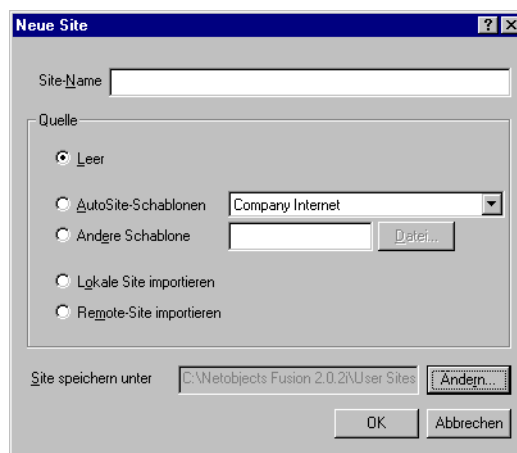 Neue Site
Site-Name
Quelle
Leer
AutoSite-Schablonen Company Internet
Andere Schablone Datei...
Lokale Site importieren
Remote-Site importieren
Site speichern unter C:\Netobjects Fusion 2.0.2i\User Sites Ändern...
OK Abbrechen